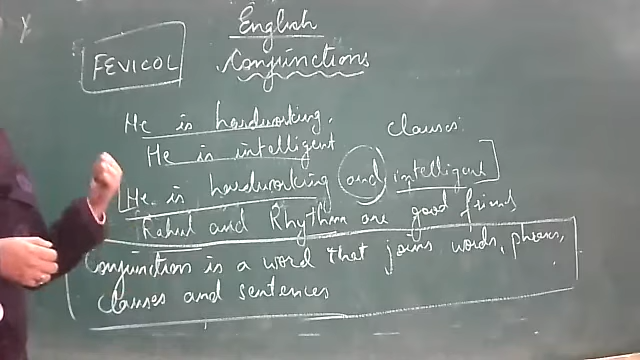 English
FEVICOL
Conjunctions
He is hardworking.
clauses:
He is intelligent
He is hardworking and intelligent
Rahul and Rhythm are good friends
Conjunction is a word that joins words, phrases,
clauses and sentences